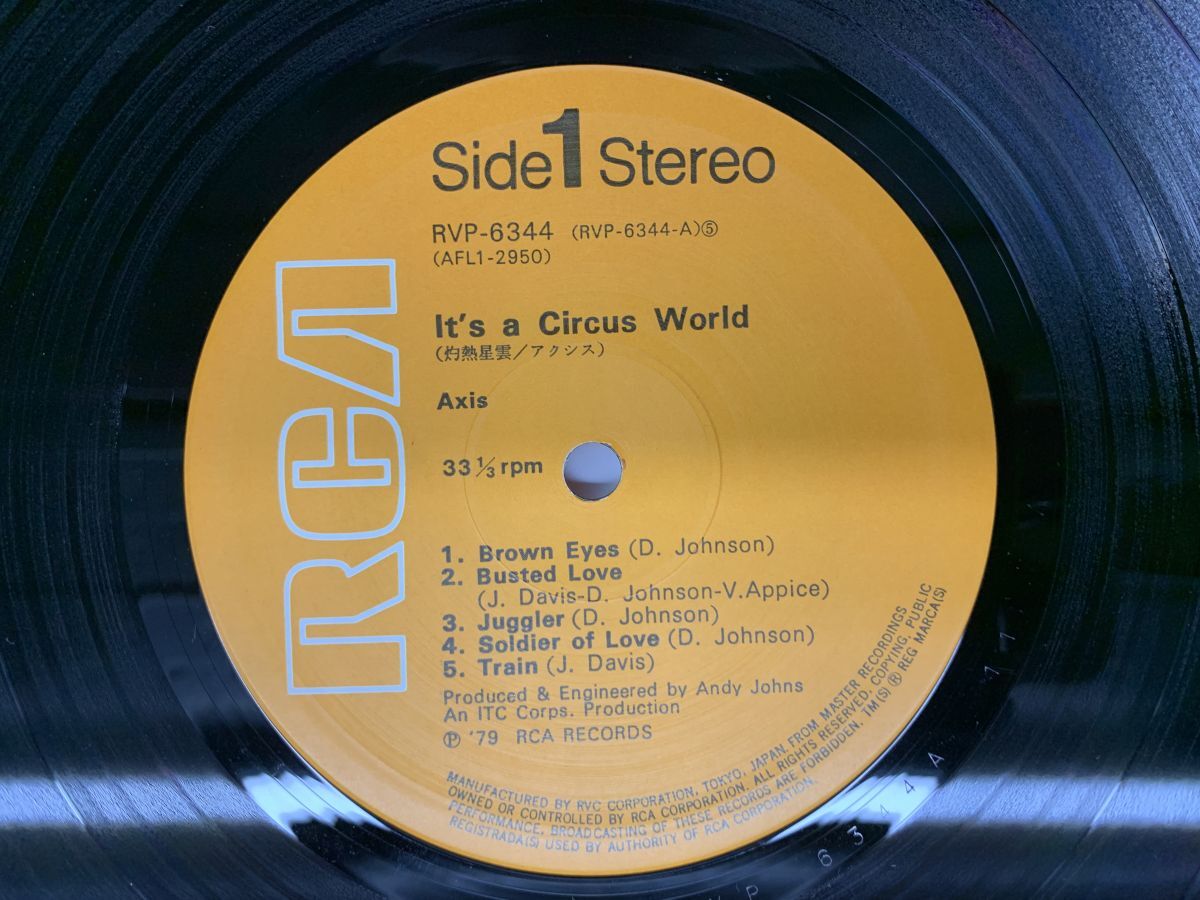 Side 1 Stereo
RVP-6344 (RVP-6344-A)⑤
(AFL1-2950)
It's a Circus World
(灼熱星雲/アクシス)
Axis
33 1/3 rpm
RCA
1. Brown Eyes (D. Johnson)
2. Busted Love
(J. Davis-D. Johnson-V.Appice)
3. Juggler (D. Johnson)
4. Soldier of Love (D. Johnson)
5. Train (J. Davis)
Produced & Engineered by Andy Johns
An ITC Corps. Production
Ⓟ '79 RCA RECORDS
MANUFACTURED BY RVC CORPORATION, TOKYO, JAPAN. FROM MASTER RECORDINGS
OWNED OR CONTROLLED BY RCA CORPORATION. ALL RIGHTS RESERVED, COPYING, PUBLIC
PERFORMANCE, BROADCASTING OF THESE RECORDS ARE FORBIDDEN. TM(S) ® REG MARCA(S)
REGISTRADA(S) USED BY AUTHORITY OF RCA CORPORATION.